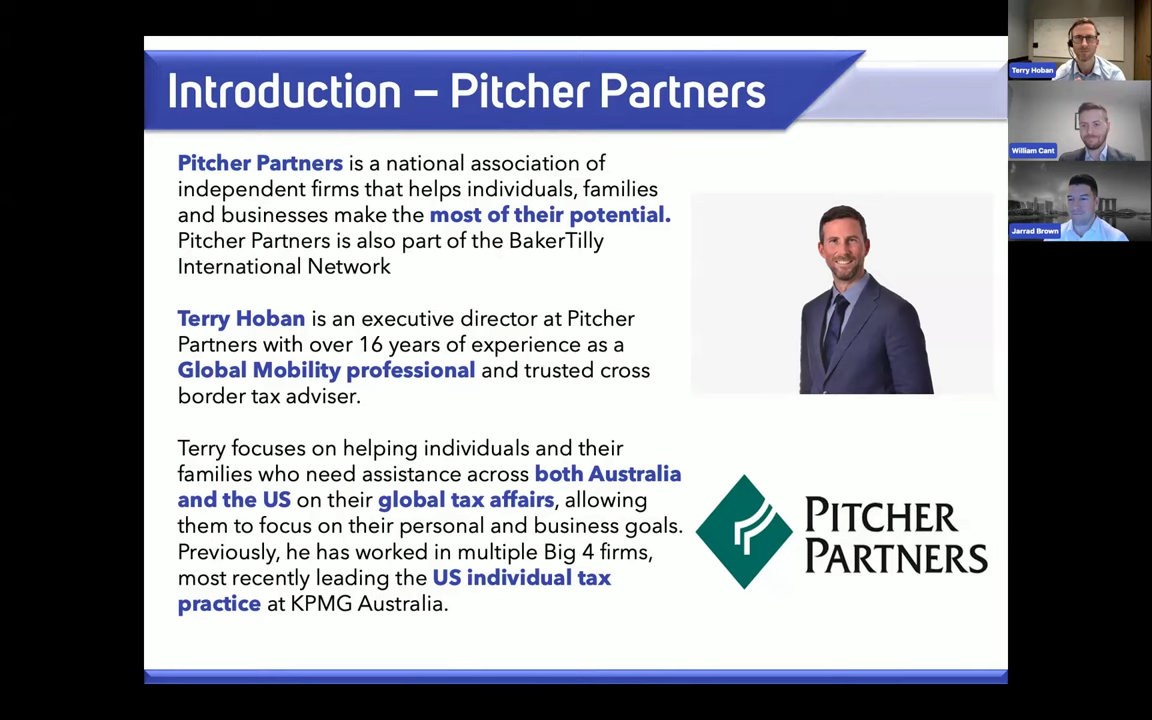 Introduction – Pitcher Partners
Pitcher Partners is a national association of
independent firms that helps individuals, families
and businesses make the most of their potential.
Pitcher Partners is also part of the BakerTilly
International Network
Terry Hoban is an executive director at Pitcher
Partners with over 16 years of experience as a
Global Mobility professional and trusted cross
border tax adviser.
Terry focuses on helping individuals and their
families who need assistance across both Australia
and the US on their global tax affairs, allowing
them to focus on their personal and business goals.
Previously, he has worked in multiple Big 4 firms,
most recently leading the US individual tax
practice at KPMG Australia.
PITCHER
PARTNERS
Terry Hoban
William Cant
Jarrad Brown